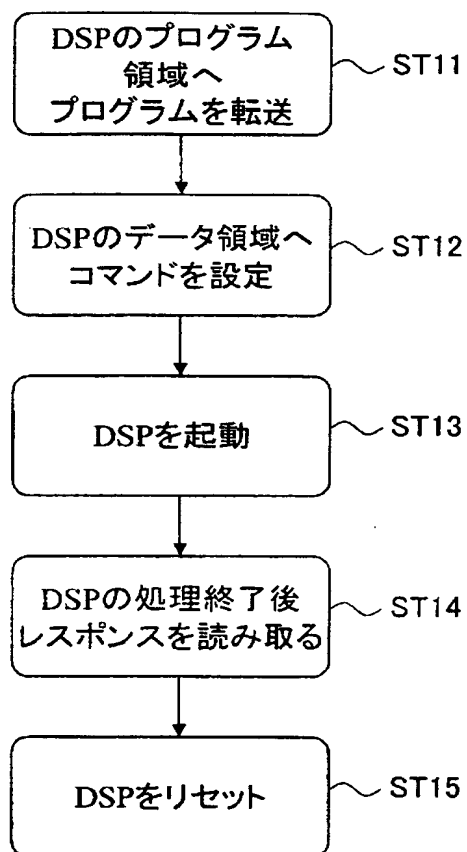 DSPのプログラム
領域へ
プログラムを転送
ST11
DSPのデータ領域へ
コマンドを設定
ST12
DSPを起動
ST13
DSPの処理終了後
レスポンスを読み取る
ST14
DSPをリセット
ST15